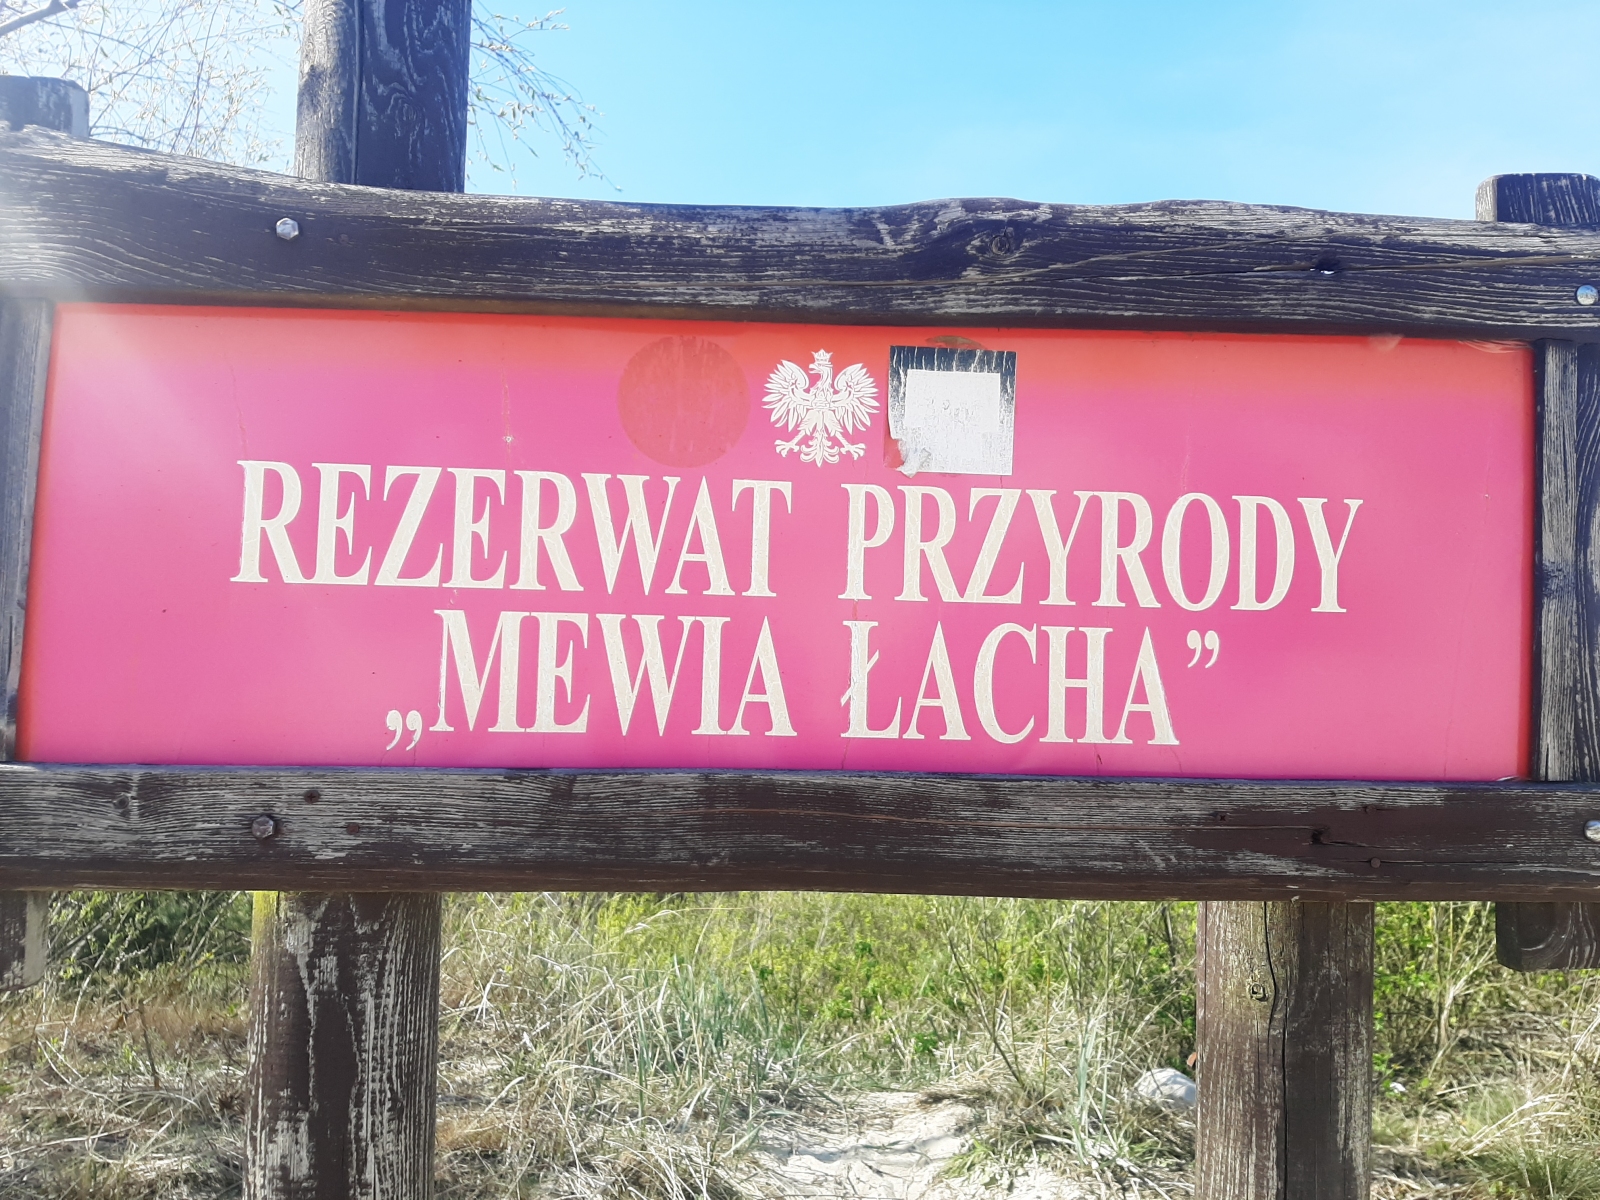 REZERWAT PRZYRODY
„MEWIA ŁACHA”